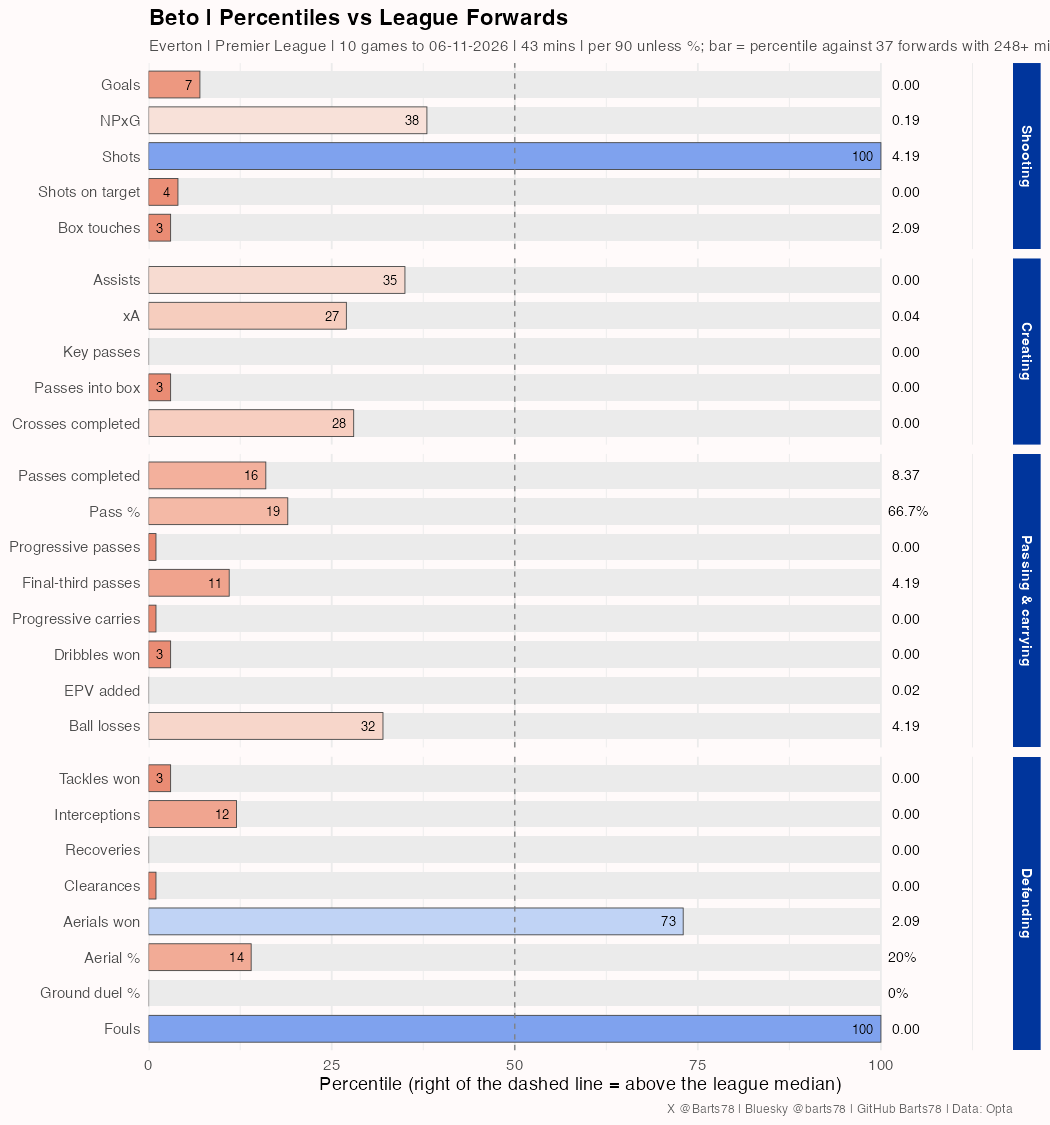 Beto | Percentiles vs League Forwards
Everton | Premier League | 10 games to 06-11-2026 | 43 mins | per 90 unless %; bar = percentile against 37 forwards with 248+ mi
Goals 7 0.00
NPxG 38 0.19
Shots 100 4.19
Shots on target 4 0.00
Box touches 3 2.09
Shooting
Assists 35 0.00
xA 27 0.04
Key passes 0.00
Passes into box 3 0.00
Crosses completed 28 0.00
Creating
Passes completed 16 8.37
Pass % 19 66.7%
Progressive passes 0.00
Final-third passes 11 4.19
Progressive carries 0.00
Dribbles won 3 0.00
EPV added 0.02
Ball losses 32 4.19
Passing & carrying
Tackles won 3 0.00
Interceptions 12 0.00
Recoveries 0.00
Clearances 0.00
Aerials won 73 2.09
Aerial % 14 20%
Ground duel % 0%
Fouls 100 0.00
Defending
0 25 50 75 100
Percentile (right of the dashed line = above the league median)
X @Barts78 | Bluesky @barts78 | GitHub Barts78 | Data: Opta